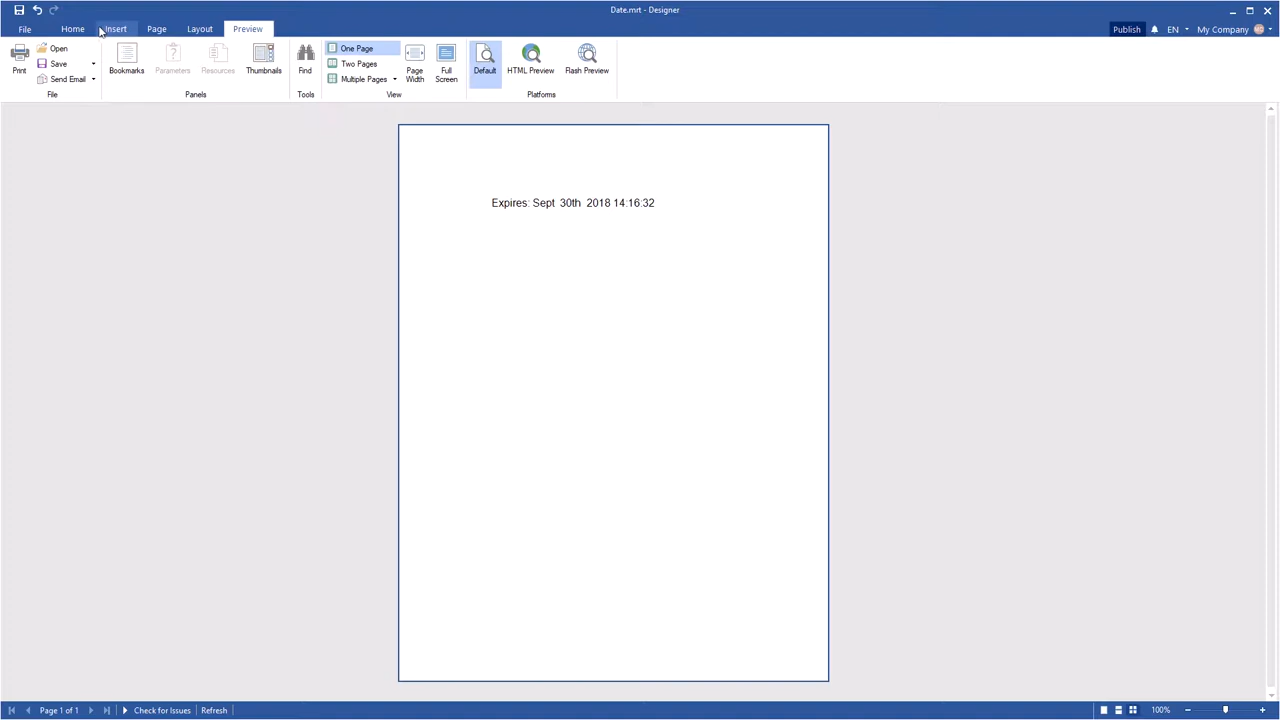 Date.mrt - Designer
File Home Insert Page Layout Preview Publish EN My Company
Print
Open
Save
Send Email
File
Bookmarks Parameters Resources Thumbnails
Panels
Find
Tools
One Page
Two Pages
Multiple Pages
Page Width
Full Screen
View
Default HTML Preview Flash Preview
Platforms
Expires: Sept 30th 2018 14:16:32
Page 1 of 1 Check for Issues Refresh 100%